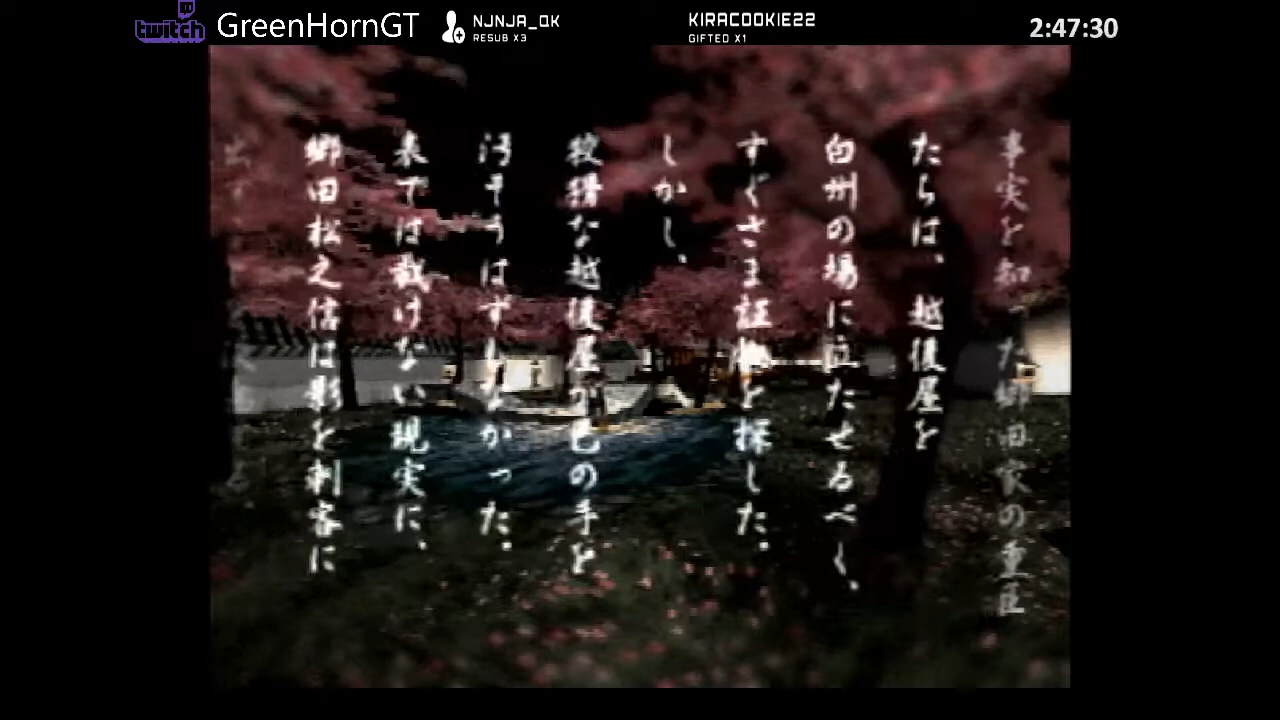 twitch
GreenHornGT
NJNJA_OK
RESUB X3
KIRACOOKIE22
GIFTED X1
2:47:30
事実を知った郷田家の重臣
たちは、越後屋を
白州の場に立たせるべく、
すぐさま証拠を探した。
しかし、
狡猾な越後屋が己の手を
汚そうはずもなかった。
表では裁けない現実に、
郷田松之信は影を刺客に